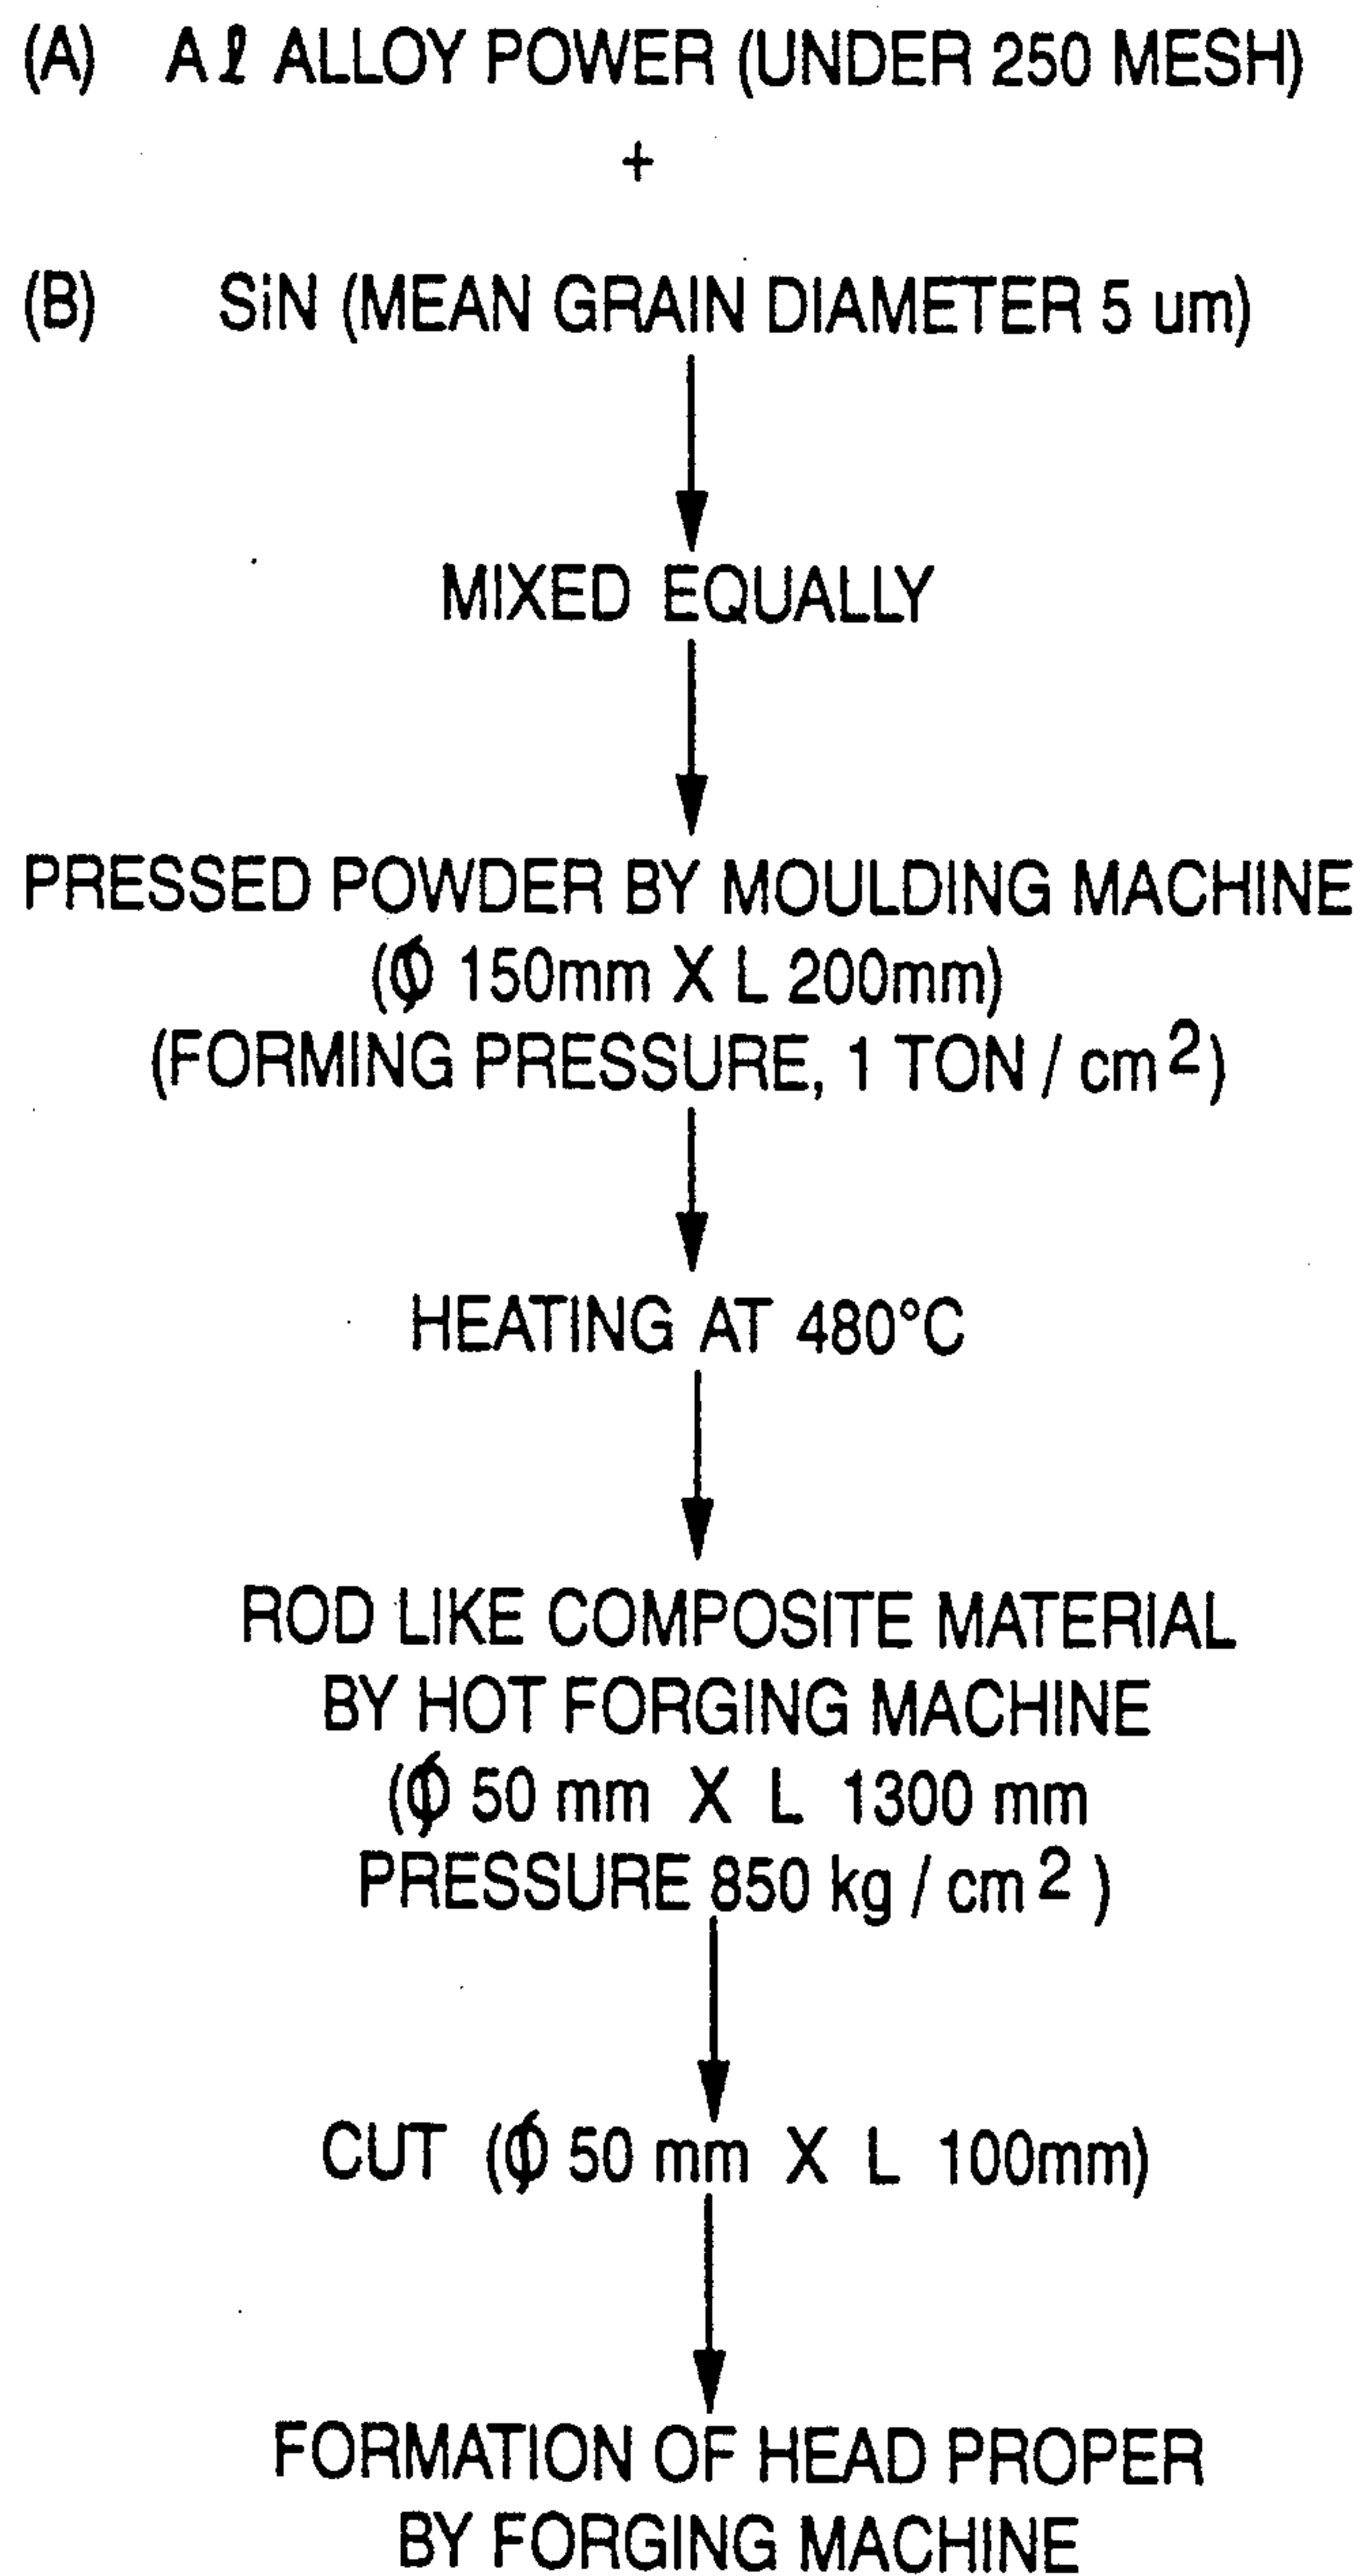 (A) Aℓ ALLOY POWER (UNDER 250 MESH)
+
(B) SiN (MEAN GRAIN DIAMETER 5 um)
MIXED EQUALLY
PRESSED POWDER BY MOULDING MACHINE
(ϕ 150mm X L 200mm)
(FORMING PRESSURE, 1 TON / cm²)
HEATING AT 480°C
ROD LIKE COMPOSITE MATERIAL
BY HOT FORGING MACHINE
(ϕ 50 mm X L 1300 mm
PRESSURE 850 kg / cm² )
CUT (ϕ 50 mm X L 100mm)
FORMATION OF HEAD PROPER
BY FORGING MACHINE